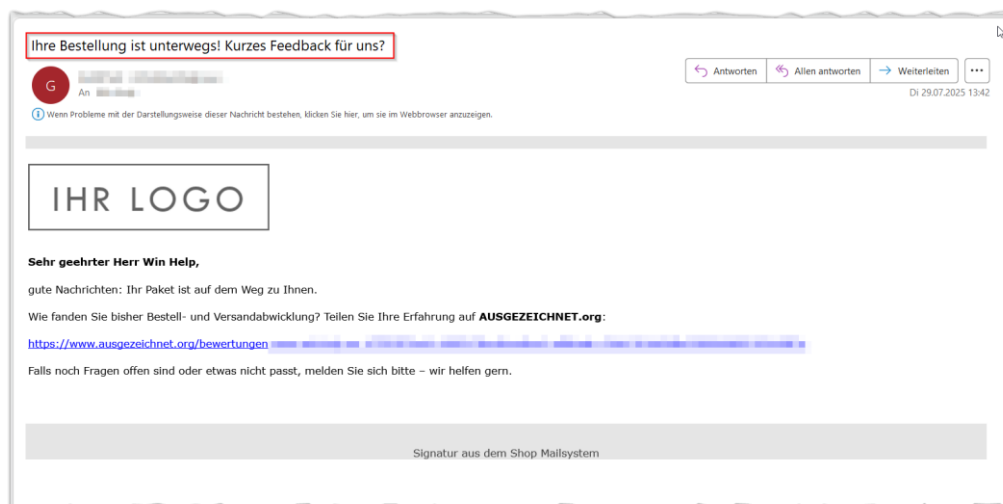 Ihre Bestellung ist unterwegs! Kurzes Feedback für uns?
G
An
Antworten
Allen antworten
Weiterleiten
Di 29.07.2025 13:42
Wenn Probleme mit der Darstellungsweise dieser Nachricht bestehen, klicken Sie hier, um sie im Webbrowser anzuzeigen.
IHR LOGO
Sehr geehrter Herr Win Help,
gute Nachrichten: Ihr Paket ist auf dem Weg zu Ihnen.
Wie fanden Sie bisher Bestell- und Versandabwicklung? Teilen Sie Ihre Erfahrung auf AUSGEZEICHNET.org:
https://www.ausgezeichnet.org/bewertungen
Falls noch Fragen offen sind oder etwas nicht passt, melden Sie sich bitte – wir helfen gern.
Signatur aus dem Shop Mailsystem